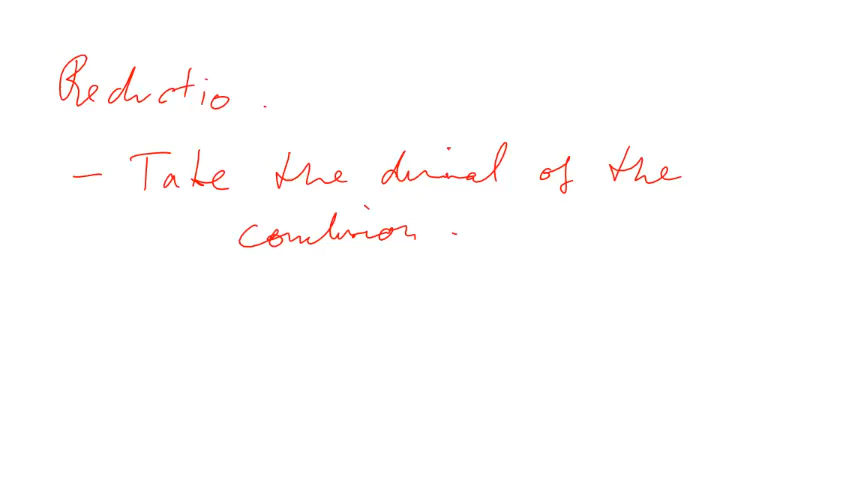 Reductio.
- Take the denial of the
conclusion.